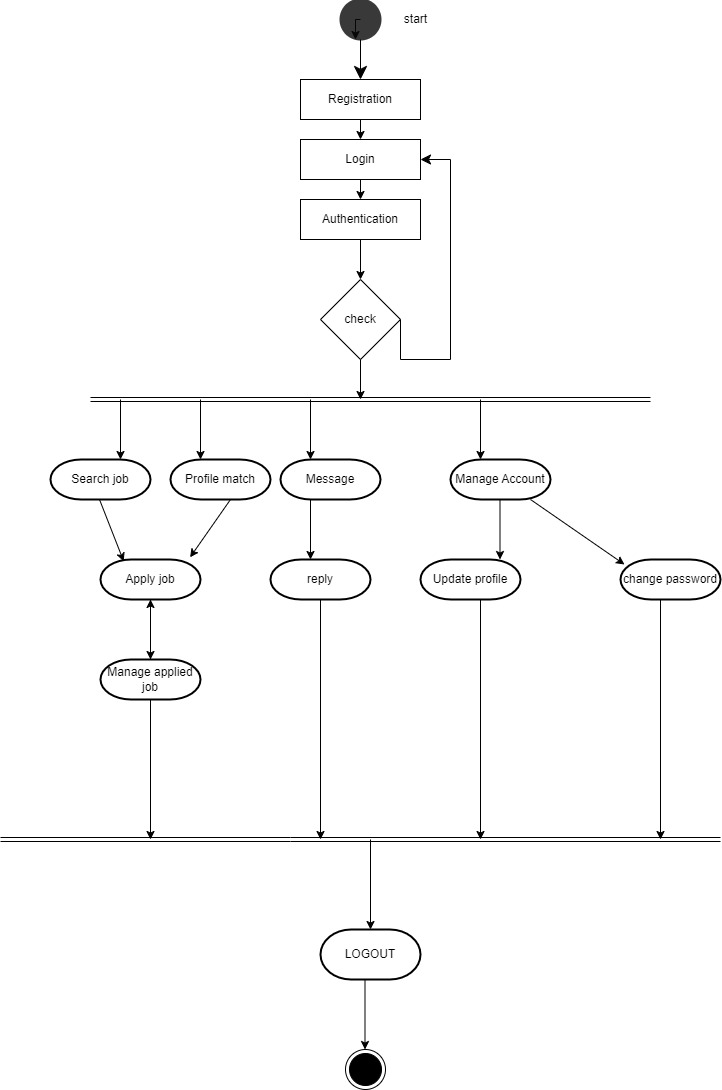 start
Registration
Login
Authentication
check
Search job
Profile match
Message
Manage Account
Apply job
reply
Update profile
change password
Manage applied
job
LOGOUT